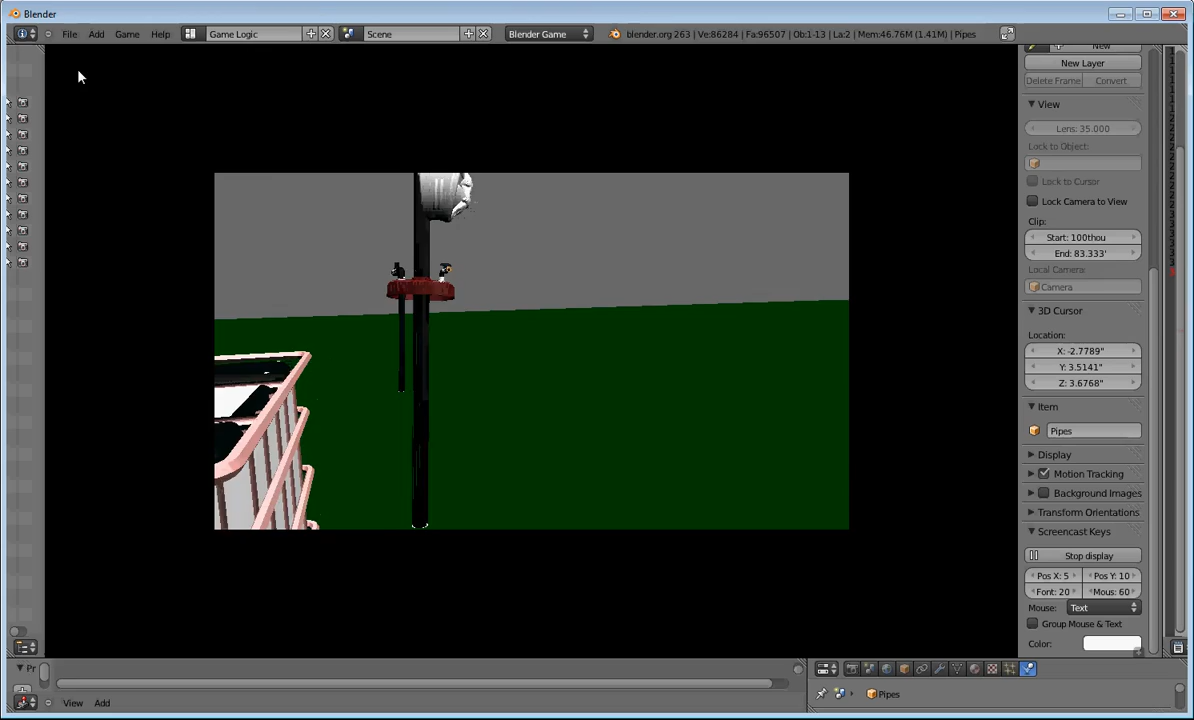 Blender
File Add Game Help Game Logic Scene Blender Game blender.org 263 | Ve:86284 | Fa:96507 | Ob:1-13 | La:2 | Mem:46.76M (1.41M) | Pipes
New
New Layer
Delete Frame Convert
View
Lens: 35.000
Lock to Object:
Lock to Cursor
Lock Camera to View
Clip:
Start: 100thou
End: 83.333'
Local Camera:
Camera
3D Cursor
Location:
X: -2.7789"
Y: 3.5141"
Z: 3.6768"
Item
Pipes
Display
Motion Tracking
Background Images
Transform Orientations
Screencast Keys
Stop display
Pos X: 5 Pos Y: 10
Font: 20 Mous: 60
Mouse: Text
Group Mouse & Text
Color:
Pr
View Add
Pipes